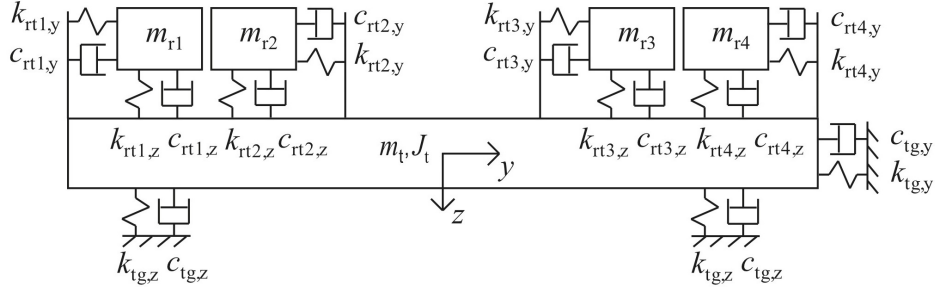 k_rt1,y m_r1 m_r2 c_rt2,y k_rt3,y m_r3 m_r4 c_rt4,y
c_rt1,y k_rt2,y c_rt3,y k_rt4,y
k_rt1,z c_rt1,z k_rt2,z c_rt2,z m_t,J_t k_rt3,z c_rt3,z k_rt4,z c_rt4,z c_tg,y
y k_tg,y
z
k_tg,z c_tg,z k_tg,z c_tg,z